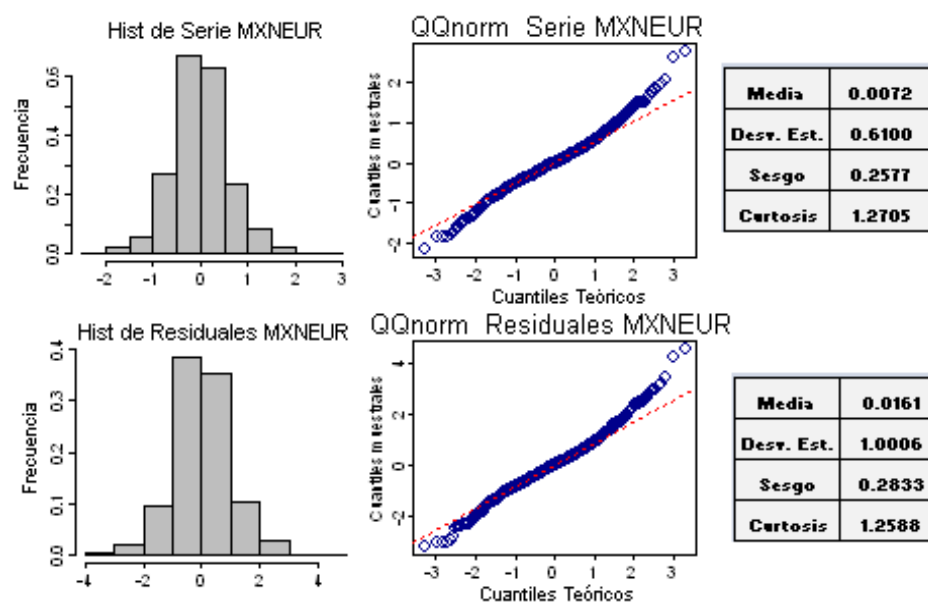 Hist de Serie MXNEUR
Frecuencia
0.0 0.2 0.4 0.6
-2 -1 0 1 2 3
QQnorm Serie MXNEUR
Cuantiles muestrales
-2 -1 0 2
-3 -2 -1 0 1 2 3
Cuantiles Teòricos
Media 0.0072
Desv. Est. 0.6100
Sesgo 0.2577
Curtosis 1.2705
Hist de Residuales MXNEUR
Frecuencia
0.0 0.1 0.2 0.3 0.4
-4 -2 0 2 4
QQnorm Residuales MXNEUR
Cuantiles muestrales
-2 0 2 4
-3 -2 -1 0 1 2 3
Cuantiles Teòricos
Media 0.0161
Desv. Est. 1.0006
Sesgo 0.2833
Curtosis 1.2588